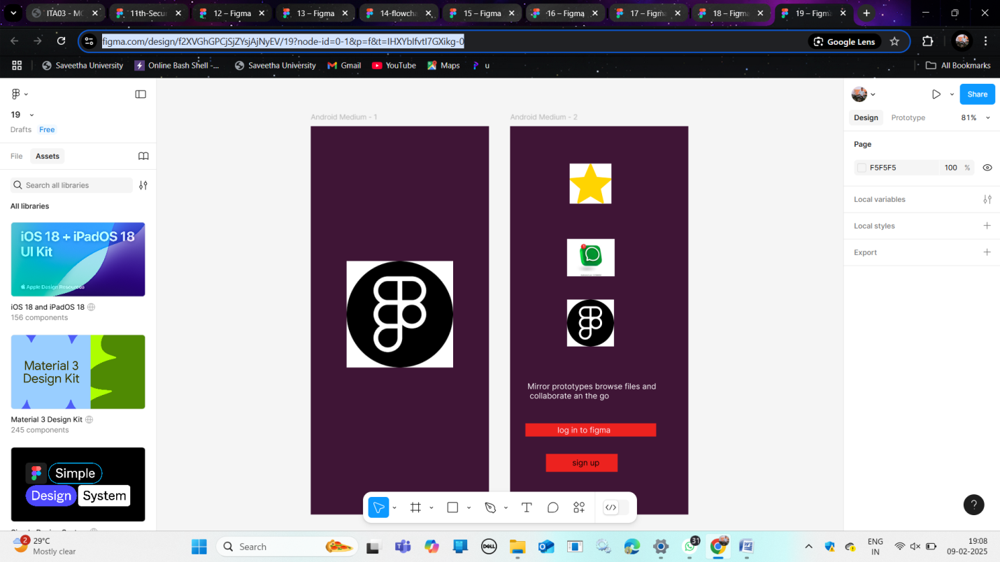 ITA03 - MC
11th-Secur
12 – Figma
13 – Figma
14-flowcha
15 – Figma
16 – Figma
17 – Figma
18 – Figma
19 – Figma
figma.com/design/f2XVGhGPCjSjZYsjAjNyEV/19?node-id=0-1&p=f&t=IHXYblfvtI7GXikg-0
Google Lens
Saveetha University
Online Bash Shell -...
Saveetha University
Gmail
YouTube
Maps
u
All Bookmarks
19
Drafts
Free
File
Assets
Search all libraries
All libraries
iOS 18 + iPadOS 18
UI Kit
Apple Design Resources
iOS 18 and iPadOS 18
156 components
Material 3
Design Kit
Material 3 Design Kit
245 components
Simple
Design System
Android Medium - 1
Android Medium - 2
Mirror prototypes browse files and
collaborate an the go
log in to figma
sign up
Share
Design
Prototype
81%
Page
F5F5F5
100 %
Local variables
Local styles
Export
?
2
29°C
Mostly clear
Search
DELL
31
ENG
IN
19:08
09-02-2025